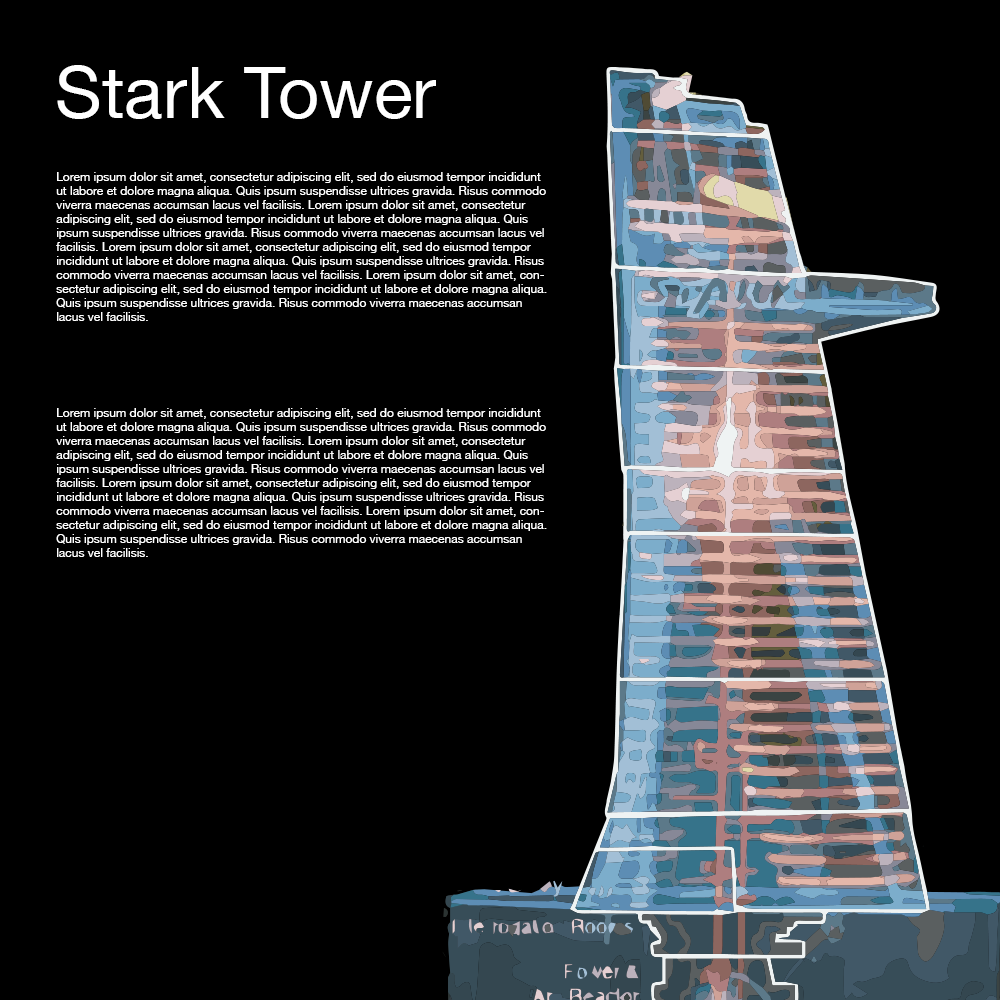 Stark Tower
Lorem ipsum dolor sit amet, consectetur adipiscing elit, sed do eiusmod tempor incididunt
ut labore et dolore magna aliqua. Quis ipsum suspendisse ultrices gravida. Risus commodo
viverra maecenas accumsan lacus vel facilisis. Lorem ipsum dolor sit amet, consectetur
adipiscing elit, sed do eiusmod tempor incididunt ut labore et dolore magna aliqua. Quis
ipsum suspendisse ultrices gravida. Risus commodo viverra maecenas accumsan lacus vel
facilisis. Lorem ipsum dolor sit amet, consectetur adipiscing elit, sed do eiusmod tempor
incididunt ut labore et dolore magna aliqua. Quis ipsum suspendisse ultrices gravida. Risus
commodo viverra maecenas accumsan lacus vel facilisis. Lorem ipsum dolor sit amet, con-
sectetur adipiscing elit, sed do eiusmod tempor incididunt ut labore et dolore magna aliqua.
Quis ipsum suspendisse ultrices gravida. Risus commodo viverra maecenas accumsan
lacus vel facilisis.
Lorem ipsum dolor sit amet, consectetur adipiscing elit, sed do eiusmod tempor incididunt
ut labore et dolore magna aliqua. Quis ipsum suspendisse ultrices gravida. Risus commodo
viverra maecenas accumsan lacus vel facilisis. Lorem ipsum dolor sit amet, consectetur
adipiscing elit, sed do eiusmod tempor incididunt ut labore et dolore magna aliqua. Quis
ipsum suspendisse ultrices gravida. Risus commodo viverra maecenas accumsan lacus vel
facilisis. Lorem ipsum dolor sit amet, consectetur adipiscing elit, sed do eiusmod tempor
incididunt ut labore et dolore magna aliqua. Quis ipsum suspendisse ultrices gravida. Risus
commodo viverra maecenas accumsan lacus vel facilisis. Lorem ipsum dolor sit amet, con-
sectetur adipiscing elit, sed do eiusmod tempor incididunt ut labore et dolore magna aliqua.
Quis ipsum suspendisse ultrices gravida. Risus commodo viverra maecenas accumsan
lacus vel facilisis.